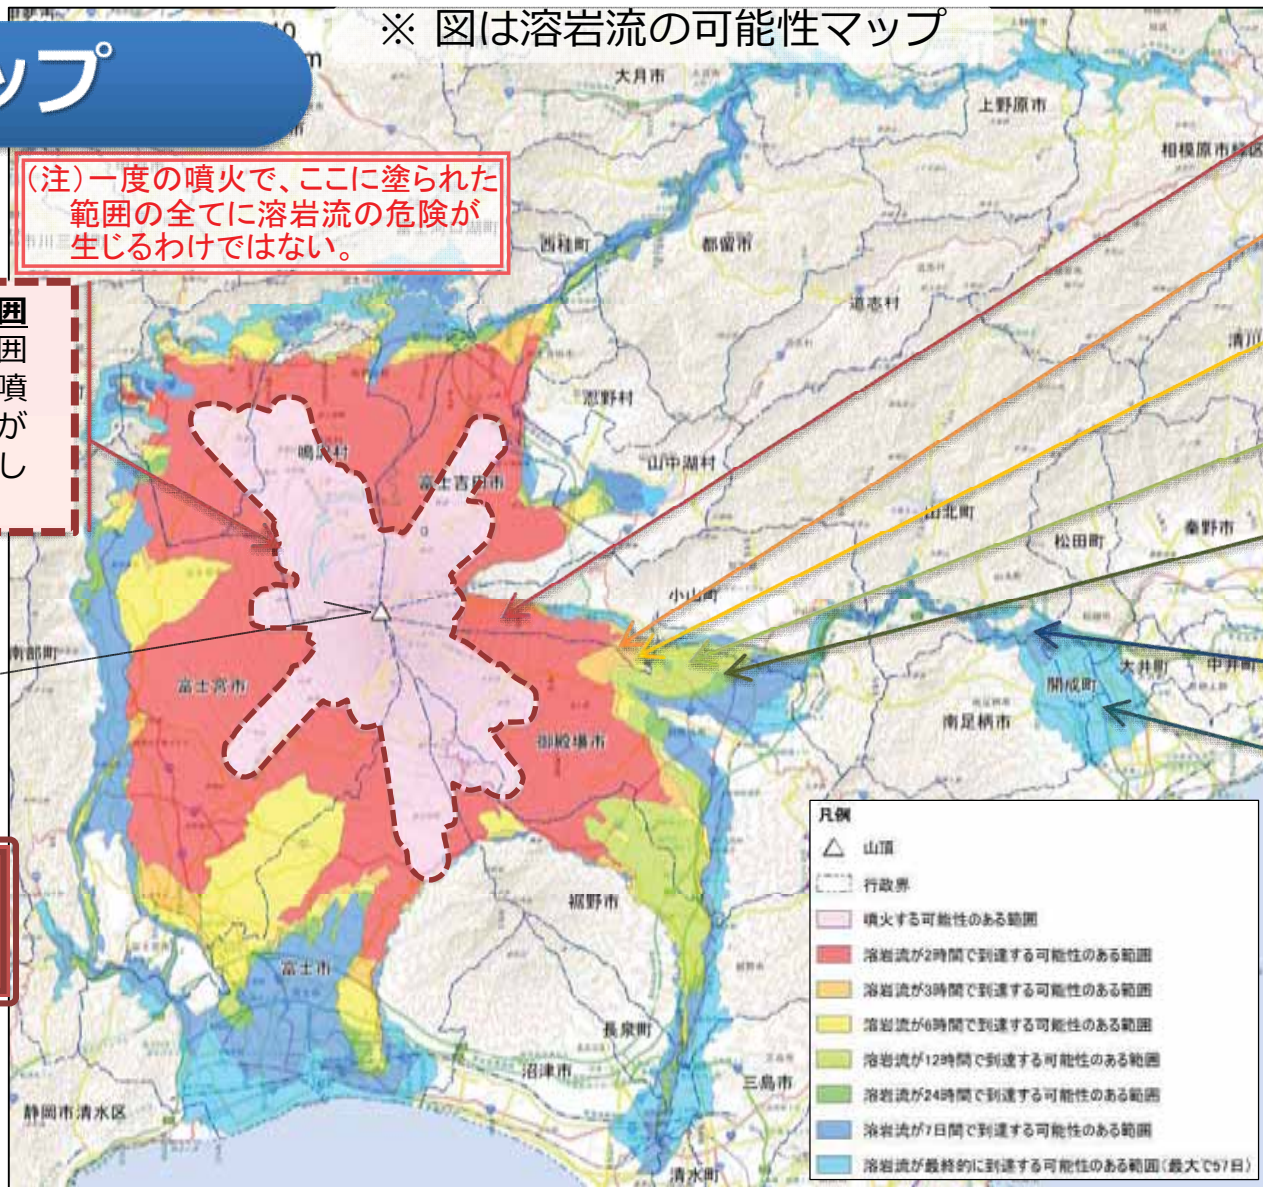 ※ 図は溶岩流の可能性マップ
ップ
(注)一度の噴火で、ここに塗られた
範囲の全てに溶岩流の危険が
生じるわけではない。
囲
囲
噴
が
し
大月市
上野原市
相模原市緑区
西桂町
都留市
道志村
清川
忍野村
鳴沢村
山中湖村
富士吉田市
山北町
松田町
秦野市
小山町
南部町
富士宮市
大井町
中井町
開成町
南足柄市
御殿場市
裾野市
富士市
長泉町
沼津市
三島市
静岡市清水区
清水町
凡例
山頂
行政界
噴火する可能性のある範囲
溶岩流が2時間で到達する可能性のある範囲
溶岩流が3時間で到達する可能性のある範囲
溶岩流が6時間で到達する可能性のある範囲
溶岩流が12時間で到達する可能性のある範囲
溶岩流が24時間で到達する可能性のある範囲
溶岩流が7日間で到達する可能性のある範囲
溶岩流が最終的に到達する可能性のある範囲(最大で57日)